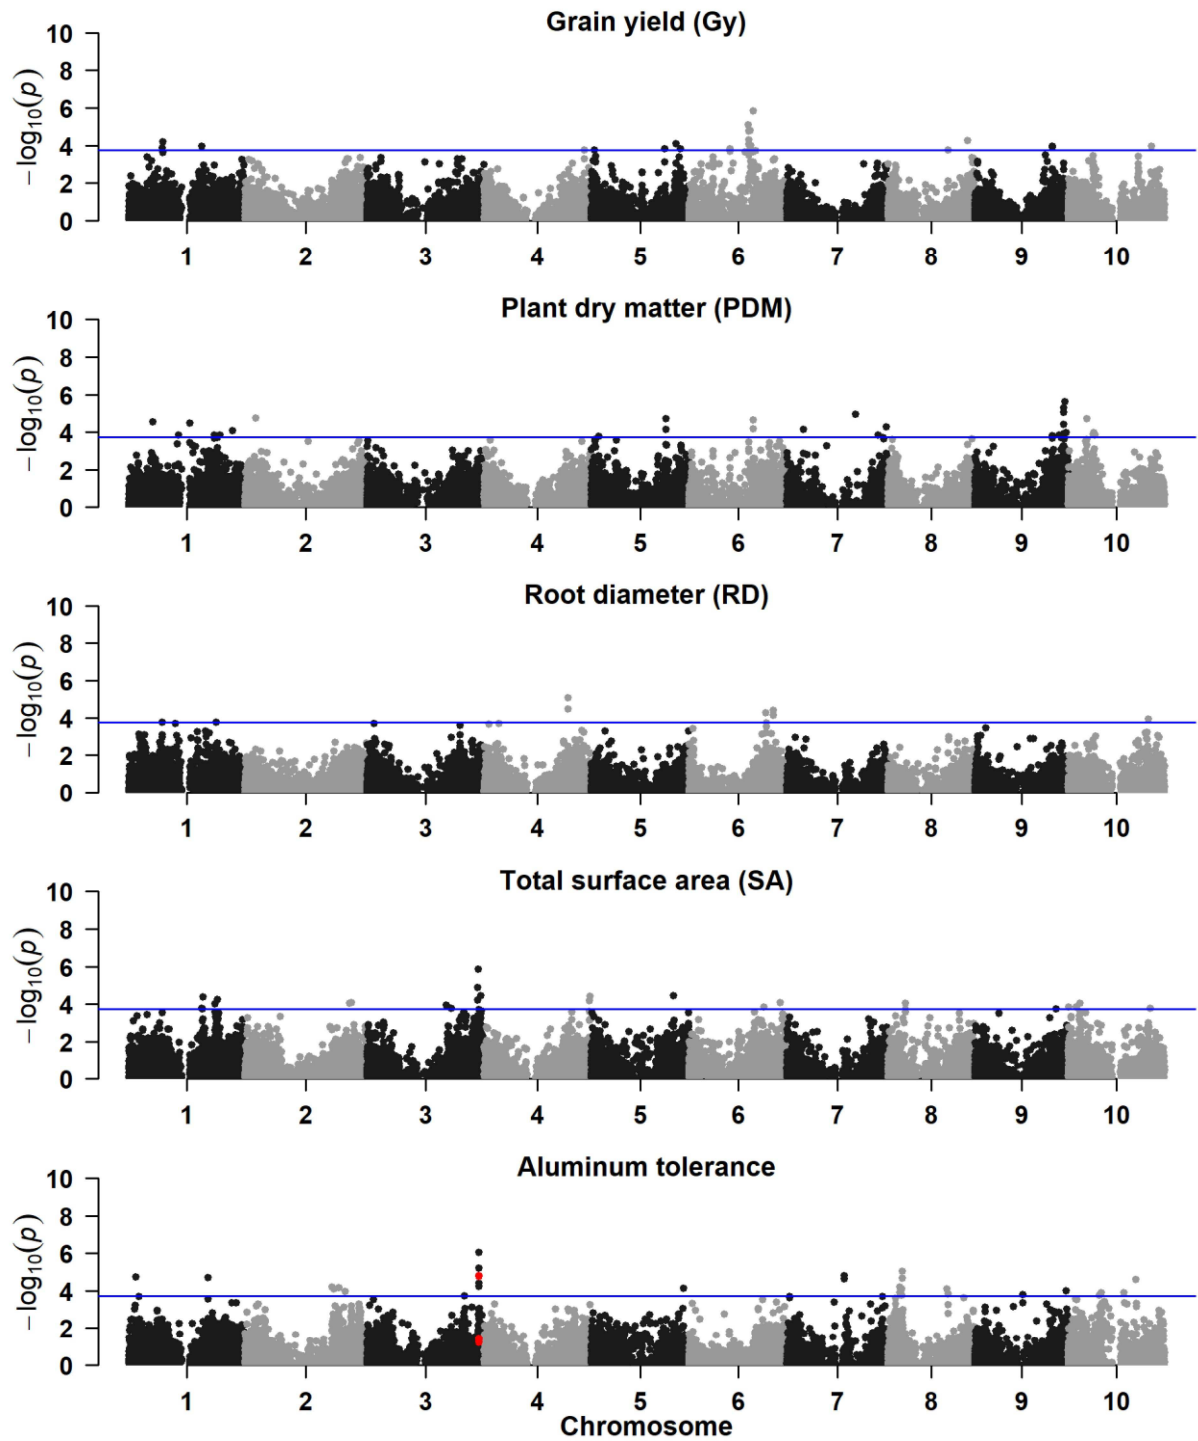 Grain yield (Gy)
10
8
6
4
2
0
−log10(p)
1 2 3 4 5 6 7 8 9 10
Plant dry matter (PDM)
10
8
6
4
2
0
−log10(p)
1 2 3 4 5 6 7 8 9 10
Root diameter (RD)
10
8
6
4
2
0
−log10(p)
1 2 3 4 5 6 7 8 9 10
Total surface area (SA)
10
8
6
4
2
0
−log10(p)
1 2 3 4 5 6 7 8 9 10
Aluminum tolerance
10
8
6
4
2
0
−log10(p)
1 2 3 4 5 6 7 8 9 10
Chromosome